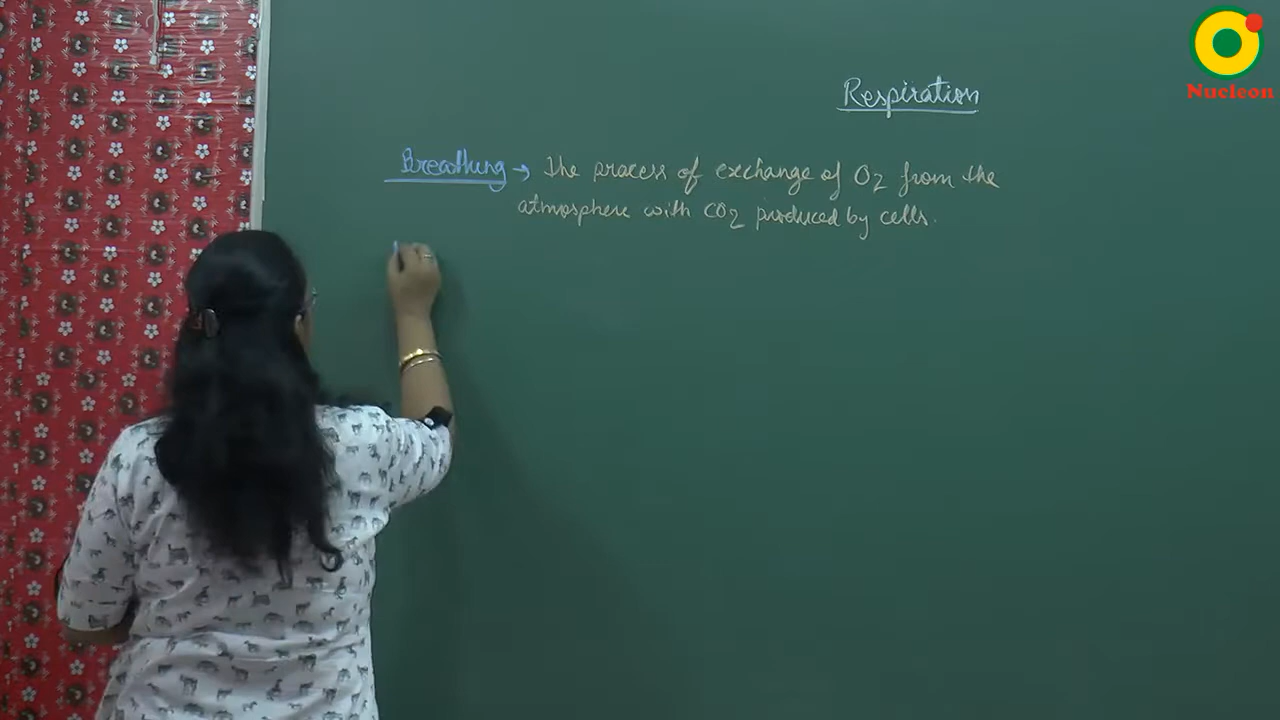 Nucleon
Respiration
Breathing → The process of exchange of O2 from the
atmosphere with CO2 produced by cells.